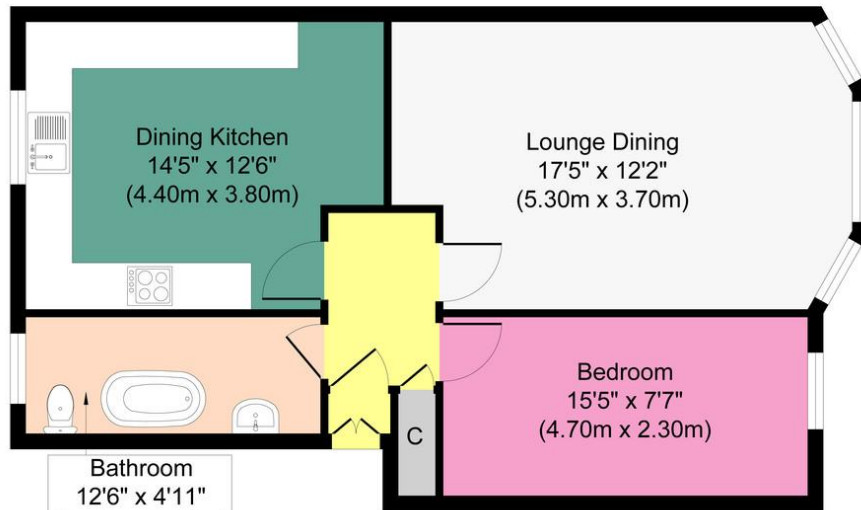 Dining Kitchen
14'5" x 12'6"
(4.40m x 3.80m)
Lounge Dining
17'5" x 12'2"
(5.30m x 3.70m)
Bedroom
15'5" x 7'7"
(4.70m x 2.30m)
C
Bathroom
12'6" x 4'11"